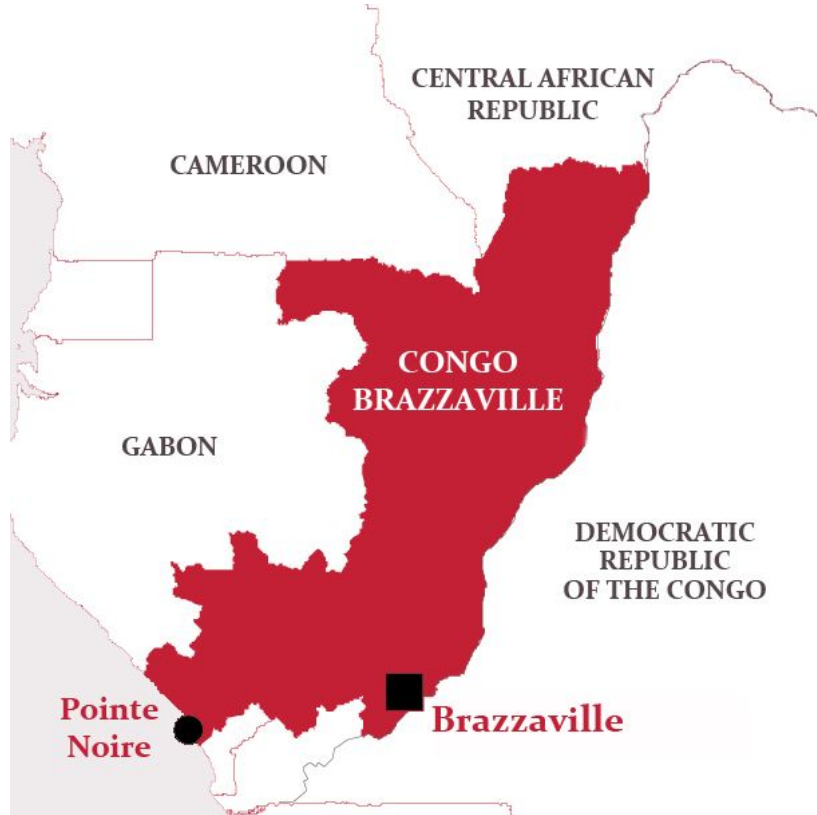 CENTRAL AFRICAN
REPUBLIC
CAMEROON
CONGO
BRAZZAVILLE
GABON
DEMOCRATIC
REPUBLIC
OF THE CONGO
Pointe
Noire
Brazzaville